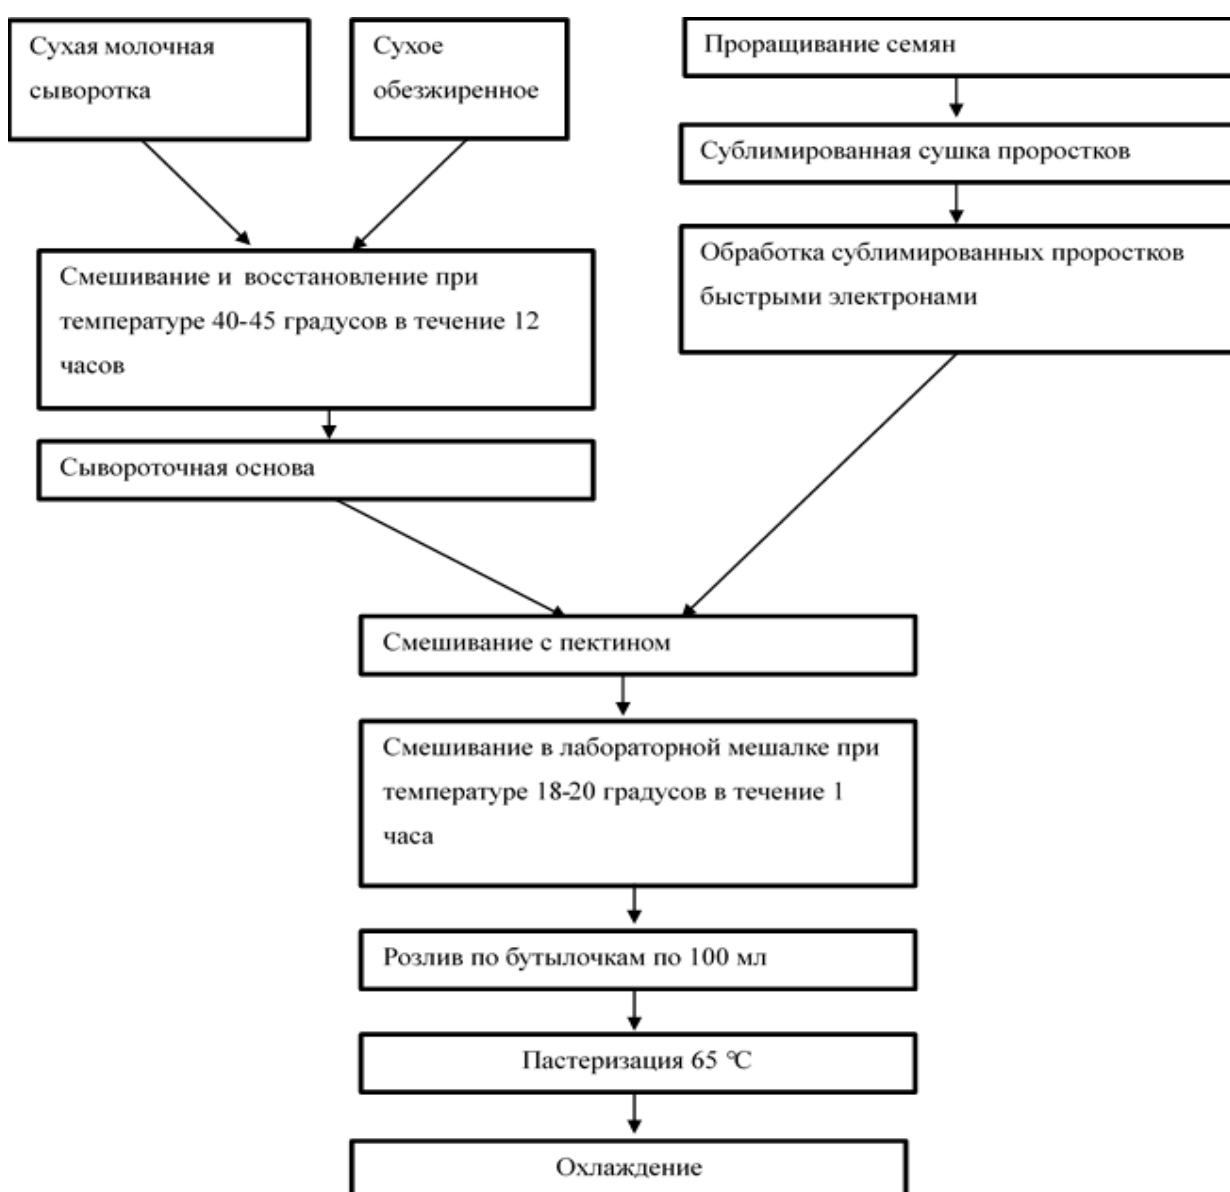 Сухая молочная
сыворотка
Сухое
обезжиренное
Проращивание семян
Сублимированная сушка проростков
Обработка сублимированных проростков
быстрыми электронами
Смешивание и восстановление при
температуре 40-45 градусов в течение 12
часов
Сывороточная основа
Смешивание с пектином
Смешивание в лабораторной мешалке при
температуре 18-20 градусов в течение 1
часа
Розлив по бутылочкам по 100 мл
Пастеризация 65 ℃
Охлаждение